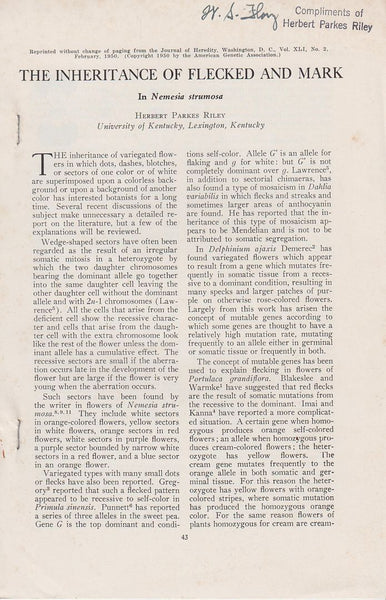 W. S. Flory
Compliments of
Herbert Parkes Riley
Reprinted without change of paging from the Journal of Heredity, Washington, D. C., Vol. XLI, No. 2,
February, 1950. (Copyright 1950 by the American Genetic Association.)
THE INHERITANCE OF FLECKED AND MARK
In Nemesia strumosa
HERBERT PARKES RILEY
University of Kentucky, Lexington, Kentucky
THE inheritance of variegated flow-
ers in which dots, dashes, blotches,
or sectors of one color or of white
are superimposed upon a colorless back-
ground or upon a background of another
color has interested botanists for a long
time. Several recent discussions of the
subject make unnecessary a detailed re-
port on the literature, but a few of the
explanations will be reviewed.
Wedge-shaped sectors have often been
regarded as the result of an irregular
somatic mitosis in a heterozygote by
which the two daughter chromosomes
bearing the dominant allele go together
into the same daughter cell leaving the
other daughter cell without the dominant
allele and with 2n-1 chromosomes (Law-
rence5). All the cells that arise from the
deficient cell show the recessive charac-
ter and cells that arise from the daugh-
ter cell with the extra chromosome look
like the rest of the flower unless the dom-
inant allele has a cumulative effect. The
recessive sectors are small if the aberra-
tion occurs late in the development of
the flower but are large if the flower is
very young when the aberration occurs.
Such sectors have been found by
the writer in flowers of Nemesia stru-
mosa. They include white sectors
in orange-colored flowers, yellow sectors
in white flowers, orange sectors in red
flowers, white sectors in purple flowers,
a purple sector bounded by narrow white
sectors in a red flower, and a blue sector
in an orange flower.
Variegated types with many small dots
or flecks have also been reported. Greg-
ory3 reported that such a flecked pattern
appeared to be recessive to self-color in
Primula sinensis. Punnett6 has reported
a series of three alleles in the sweet pea.
Gene G is the top dominant and condi-
tions self-color. Allele G' is an allele for
flaking and g for white: but G' is not
completely dominant over g. Lawrence5,
in addition to sectorial chimaeras, has
also found a type of mosaicism in Dahlia
variabilis in which flecks and streaks and
sometimes larger areas of anthocyanin
are found. He has reported that the in-
heritance of this type of mosaicism ap-
pears to be Mendelian and is not to be
attributed to somatic segregation.
In Delphinium ajacis Demerec2 has
found variegated flowers which appear
to result from a gene which mutates fre-
quently in somatic tissue from a reces-
sive to a dominant condition, resulting in
many specks and larger patches of pur-
ple on otherwise rose-colored flowers.
Largely from this work has arisen the
concept of mutable genes according to
which some genes are thought to have a
relatively high mutation rate, mutating
frequently to an allele either in germinal
or somatic tissue or frequently in both.
The concept of mutable genes has been
used to explain flecking in flowers of
Portulaca grandiflora. Blakeslee and
Warmke1 have suggested that red flecks
are the result of somatic mutations from
the recessive to the dominant. Imai and
Kanna4 have reported a more complicat-
ed situation. A certain gene when homo-
zygous produces orange self-colored
flowers; an allele when homozygous pro-
duces cream-colored flowers; the heter-
ozygote has yellow flowers. The
cream gene mutates frequently to the
orange allele in both somatic and ger-
minal tissue. For this reason the heter-
ozygote has yellow flowers with orange-
colored stripes, where somatic mutation
has produced the homozygous orange
color. For the same reason flowers of
plants homozygous for cream are cream-
43